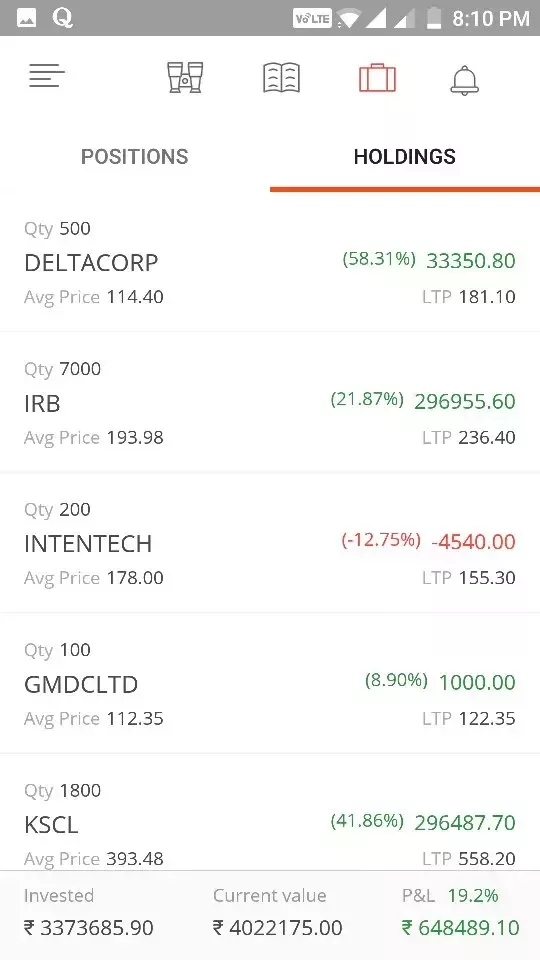 Q VoLTE 8:10 PM
POSITIONS HOLDINGS
Qty 500
DELTACORP (58.31%) 33350.80
Avg Price 114.40 LTP 181.10
Qty 7000
IRB (21.87%) 296955.60
Avg Price 193.98 LTP 236.40
Qty 200
INTENTECH (-12.75%) -4540.00
Avg Price 178.00 LTP 155.30
Qty 100
GMDCLTD (8.90%) 1000.00
Avg Price 112.35 LTP 122.35
Qty 1800
KSCL (41.86%) 296487.70
Avg Price 393.48 LTP 558.20
Invested Current value P&L 19.2%
₹ 3373685.90 ₹ 4022175.00 ₹ 648489.10